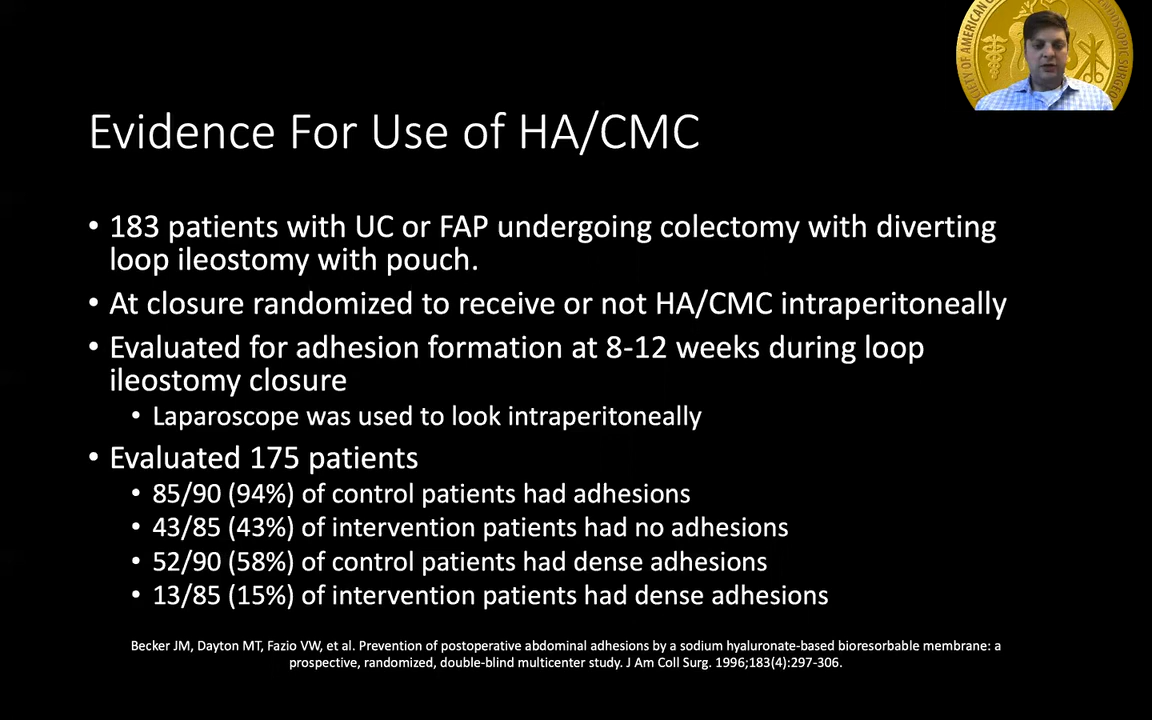 SOCIETY OF AMERICAN G
ENDOSCOPIC SURGEO
Evidence For Use of HA/CMC
• 183 patients with UC or FAP undergoing colectomy with diverting
loop ileostomy with pouch.
• At closure randomized to receive or not HA/CMC intraperitoneally
• Evaluated for adhesion formation at 8-12 weeks during loop
ileostomy closure
• Laparoscope was used to look intraperitoneally
• Evaluated 175 patients
• 85/90 (94%) of control patients had adhesions
• 43/85 (43%) of intervention patients had no adhesions
• 52/90 (58%) of control patients had dense adhesions
• 13/85 (15%) of intervention patients had dense adhesions
Becker JM, Dayton MT, Fazio VW, et al. Prevention of postoperative abdominal adhesions by a sodium hyaluronate-based bioresorbable membrane: a
prospective, randomized, double-blind multicenter study. J Am Coll Surg. 1996;183(4):297-306.